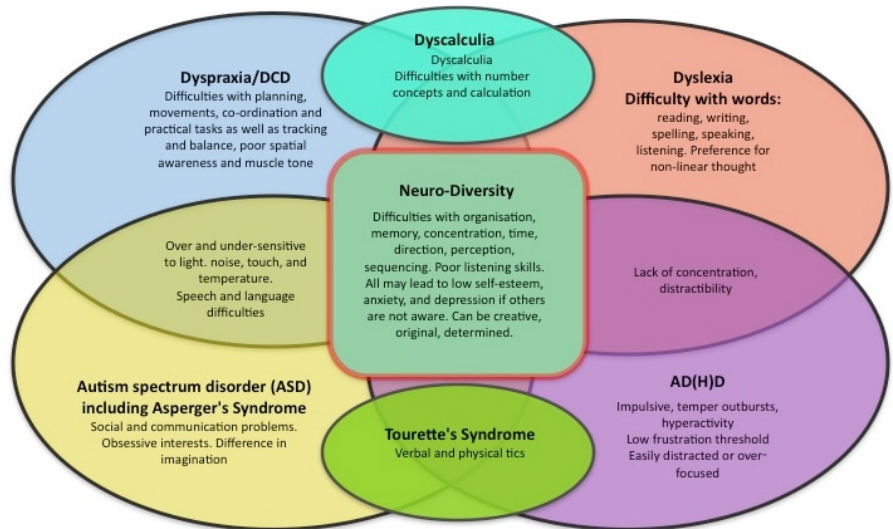 Dyscalculia
Dyscalculia
Difficulties with number
concepts and calculation
Dyspraxia/DCD
Difficulties with planning,
movements, co-ordination and
practical tasks as well as tracking
and balance, poor spatial
awareness and muscle tone
Dyslexia
Difficulty with words:
reading, writing,
spelling, speaking,
listening. Preference for
non-linear thought
Neuro-Diversity
Difficulties with organisation,
memory, concentration, time,
direction, perception,
sequencing. Poor listening skills.
All may lead to low self-esteem,
anxiety, and depression if others
are not aware. Can be creative,
original, determined.
Over and under-sensitive
to light. noise, touch, and
temperature.
Speech and language
difficulties
Lack of concentration,
distractibility
Autism spectrum disorder (ASD)
including Asperger's Syndrome
Social and communication problems.
Obsessive interests. Difference in
imagination
Tourette's Syndrome
Verbal and physical tics
AD(H)D
Impulsive, temper outbursts,
hyperactivity
Low frustration threshold
Easily distracted or over-
focused